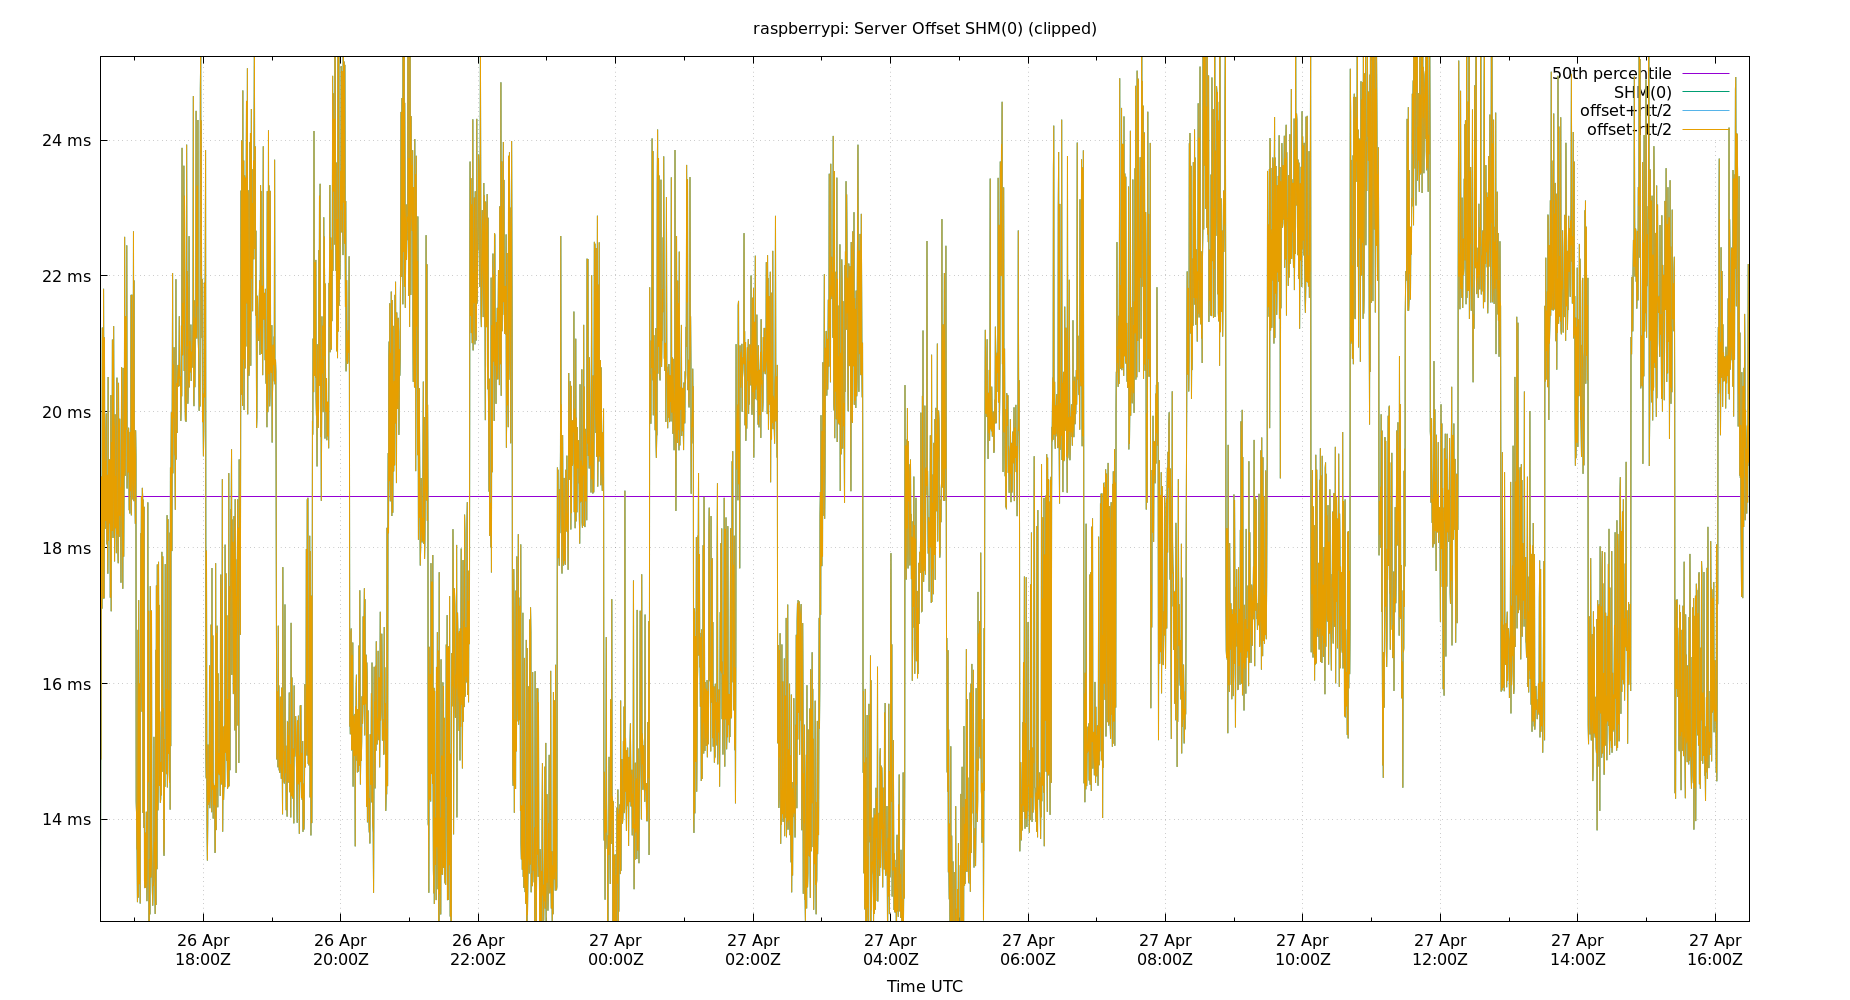 raspberrypi: Server Offset SHM(0) (clipped)
50th percentile
SHM(0)
offset+rtt/2
offset-rtt/2
24 ms
22 ms
20 ms
18 ms
16 ms
14 ms
26 Apr 26 Apr 26 Apr 27 Apr 27 Apr 27 Apr 27 Apr 27 Apr 27 Apr 27 Apr 27 Apr 27 Apr
18:00Z 20:00Z 22:00Z 00:00Z 02:00Z 04:00Z 06:00Z 08:00Z 10:00Z 12:00Z 14:00Z 16:00Z
Time UTC